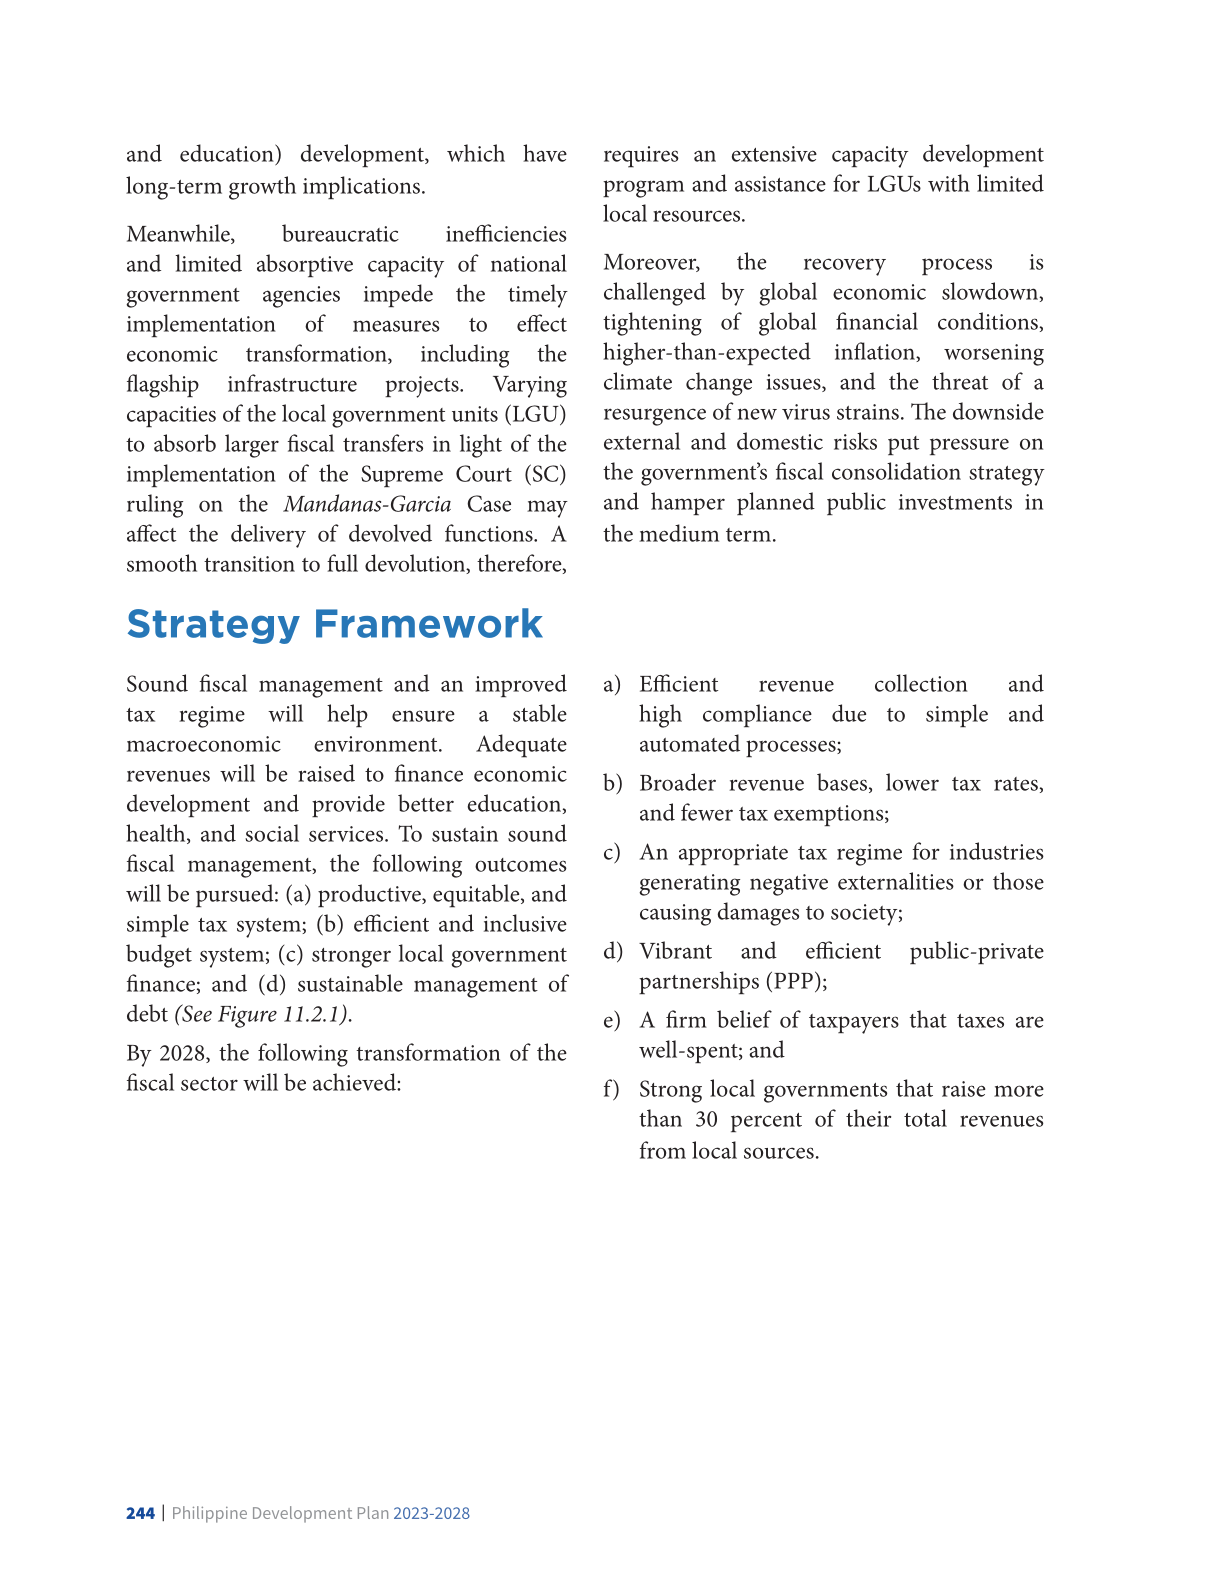 and education) development, which have
long-term growth implications.
Meanwhile, bureaucratic inefficiencies
and limited absorptive capacity of national
government agencies impede the timely
implementation of measures to effect
economic transformation, including the
flagship infrastructure projects. Varying
capacities of the local government units (LGU)
to absorb larger fiscal transfers in light of the
implementation of the Supreme Court (SC)
ruling on the Mandanas-Garcia Case may
affect the delivery of devolved functions. A
smooth transition to full devolution, therefore,
requires an extensive capacity development
program and assistance for LGUs with limited
local resources.
Moreover, the recovery process is
challenged by global economic slowdown,
tightening of global financial conditions,
higher-than-expected inflation, worsening
climate change issues, and the threat of a
resurgence of new virus strains. The downside
external and domestic risks put pressure on
the government’s fiscal consolidation strategy
and hamper planned public investments in
the medium term.
Strategy Framework
Sound fiscal management and an improved
tax regime will help ensure a stable
macroeconomic environment. Adequate
revenues will be raised to finance economic
development and provide better education,
health, and social services. To sustain sound
fiscal management, the following outcomes
will be pursued: (a) productive, equitable, and
simple tax system; (b) efficient and inclusive
budget system; (c) stronger local government
finance; and (d) sustainable management of
debt (See Figure 11.2.1).
By 2028, the following transformation of the
fiscal sector will be achieved:
a) Efficient revenue collection and
high compliance due to simple and
automated processes;
b) Broader revenue bases, lower tax rates,
and fewer tax exemptions;
c) An appropriate tax regime for industries
generating negative externalities or those
causing damages to society;
d) Vibrant and efficient public-private
partnerships (PPP);
e) A firm belief of taxpayers that taxes are
well-spent; and
f) Strong local governments that raise more
than 30 percent of their total revenues
from local sources.
244 | Philippine Development Plan 2023-2028